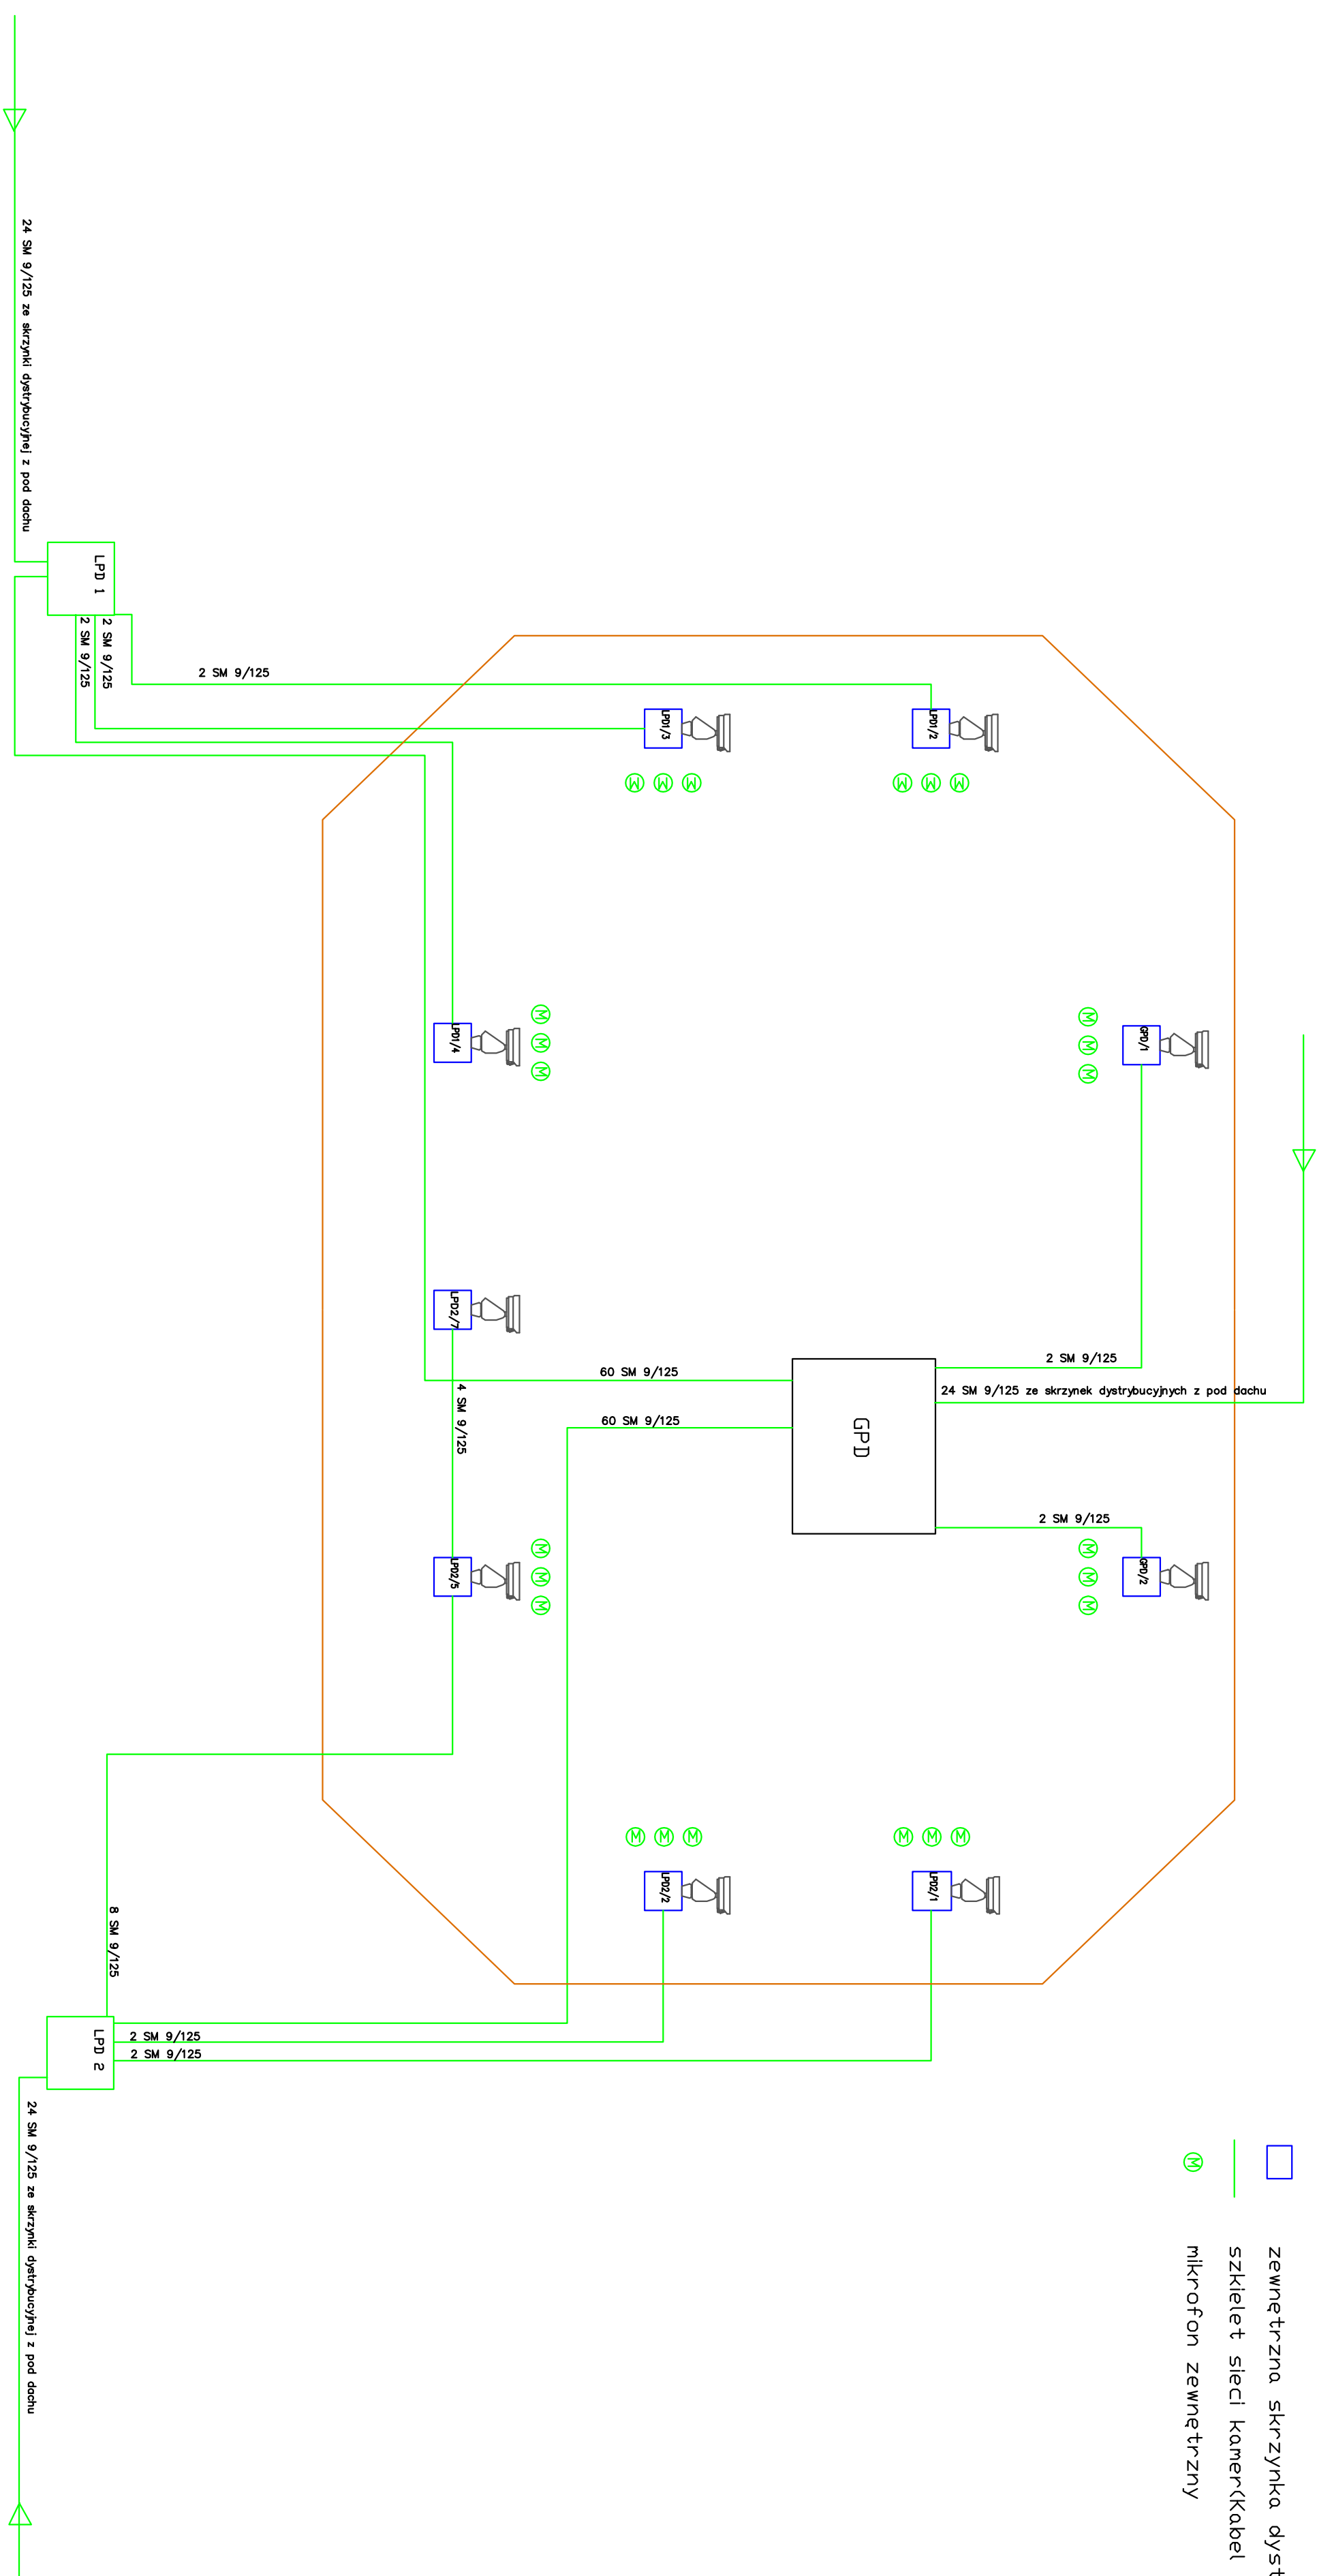 24 SM 9/125 ze skrzynki dystrybucyjnej z pod dachu
LPD 1
2 SM 9/125
2 SM 9/125
2 SM 9/125
LPD1/3
LPD1/2
M M M
M M M
LPD1/4
M M M
GPD/1
M M M
LPD2/7
4 SM 9/125
60 SM 9/125
60 SM 9/125
GPD
2 SM 9/125
24 SM 9/125 ze skrzynek dystrybucyjnych z pod dachu
2 SM 9/125
LPD2/5
M M M
GPD/2
M M M
M M M
M M M
LPD2/2
LPD2/1
8 SM 9/125
LPD 2
2 SM 9/125
2 SM 9/125
24 SM 9/125 ze skrzynki dystrybucyjnej z pod dachu
zewnętrzna skrzynka dyst
szkielet sieci kamer(Kabel
M mikrofon zewnętrzny